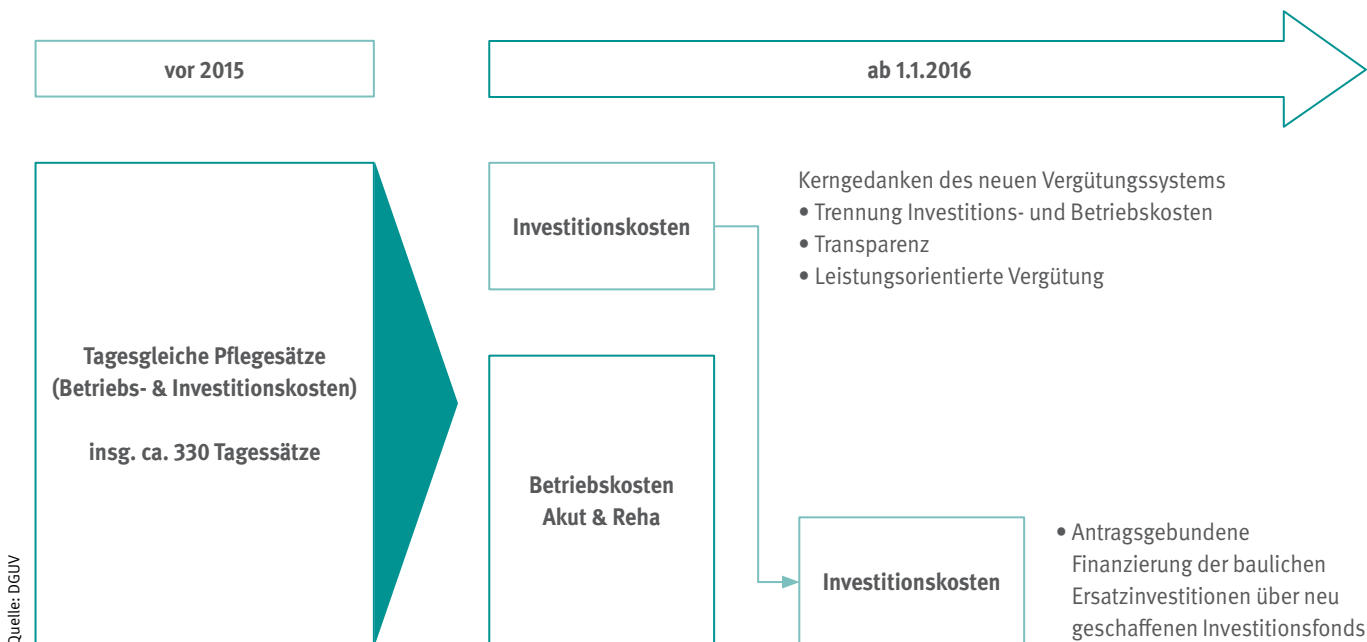 vor 2015
ab 1.1.2016
Tagesgleiche Pflegesätze
(Betriebs- & Investitionskosten)
insg. ca. 330 Tagessätze
Investitionskosten
Kerngedanken des neuen Vergütungssystems
• Trennung Investitions- und Betriebskosten
• Transparenz
• Leistungsorientierte Vergütung
Betriebskosten
Akut & Reha
Investitionskosten
• Antragsgebundene
Finanzierung der baulichen
Ersatzinvestitionen über neu
geschaffenen Investitionsfonds
Quelle: DGUV